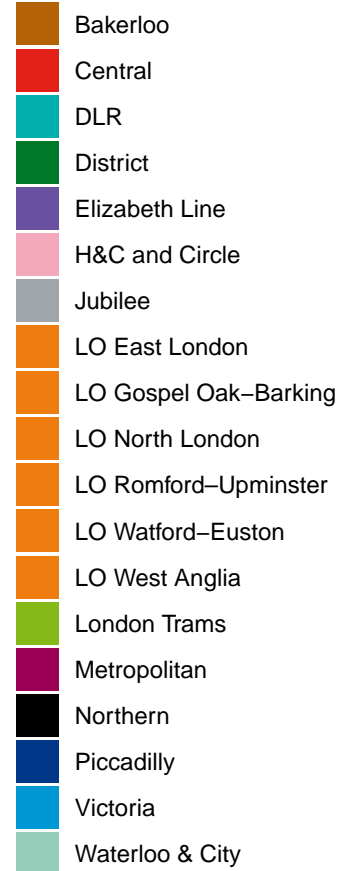 Bakerloo
Central
DLR
District
Elizabeth Line
H&C and Circle
Jubilee
LO East London
LO Gospel Oak−Barking
LO North London
LO Romford–Upminster
LO Watford−Euston
LO West Anglia
London Trams
Metropolitan
Northern
Piccadilly
Victoria
Waterloo & City